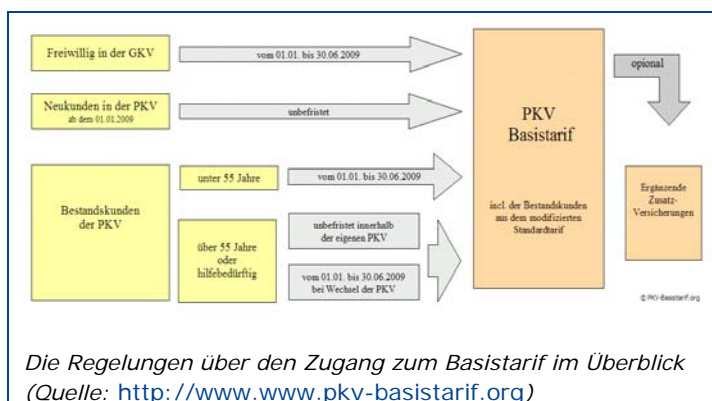 Freiwillig in der GKV
vom 01.01. bis 30.06.2009
opional
Neukunden in der PKV
ab dem 01.01.2009
unbefristet
PKV
Basistarif
incl. der Bestandskunden
aus dem modifizierten
Standardtarif
Bestandskunden
der PKV
unter 55 Jahre
vom 01.01. bis 30.06.2009
über 55 Jahre
oder
hilfebedürftig
unbefristet innerhalb
der eigenen PKV
vom 01.01. bis 30.06.2009
bei Wechsel der PKV
Ergänzende
Zusatz-
Versicherungen
© PKV-Basistarif.org
Die Regelungen über den Zugang zum Basistarif im Überblick
(Quelle: http://www.www.pkv-basistarif.org)